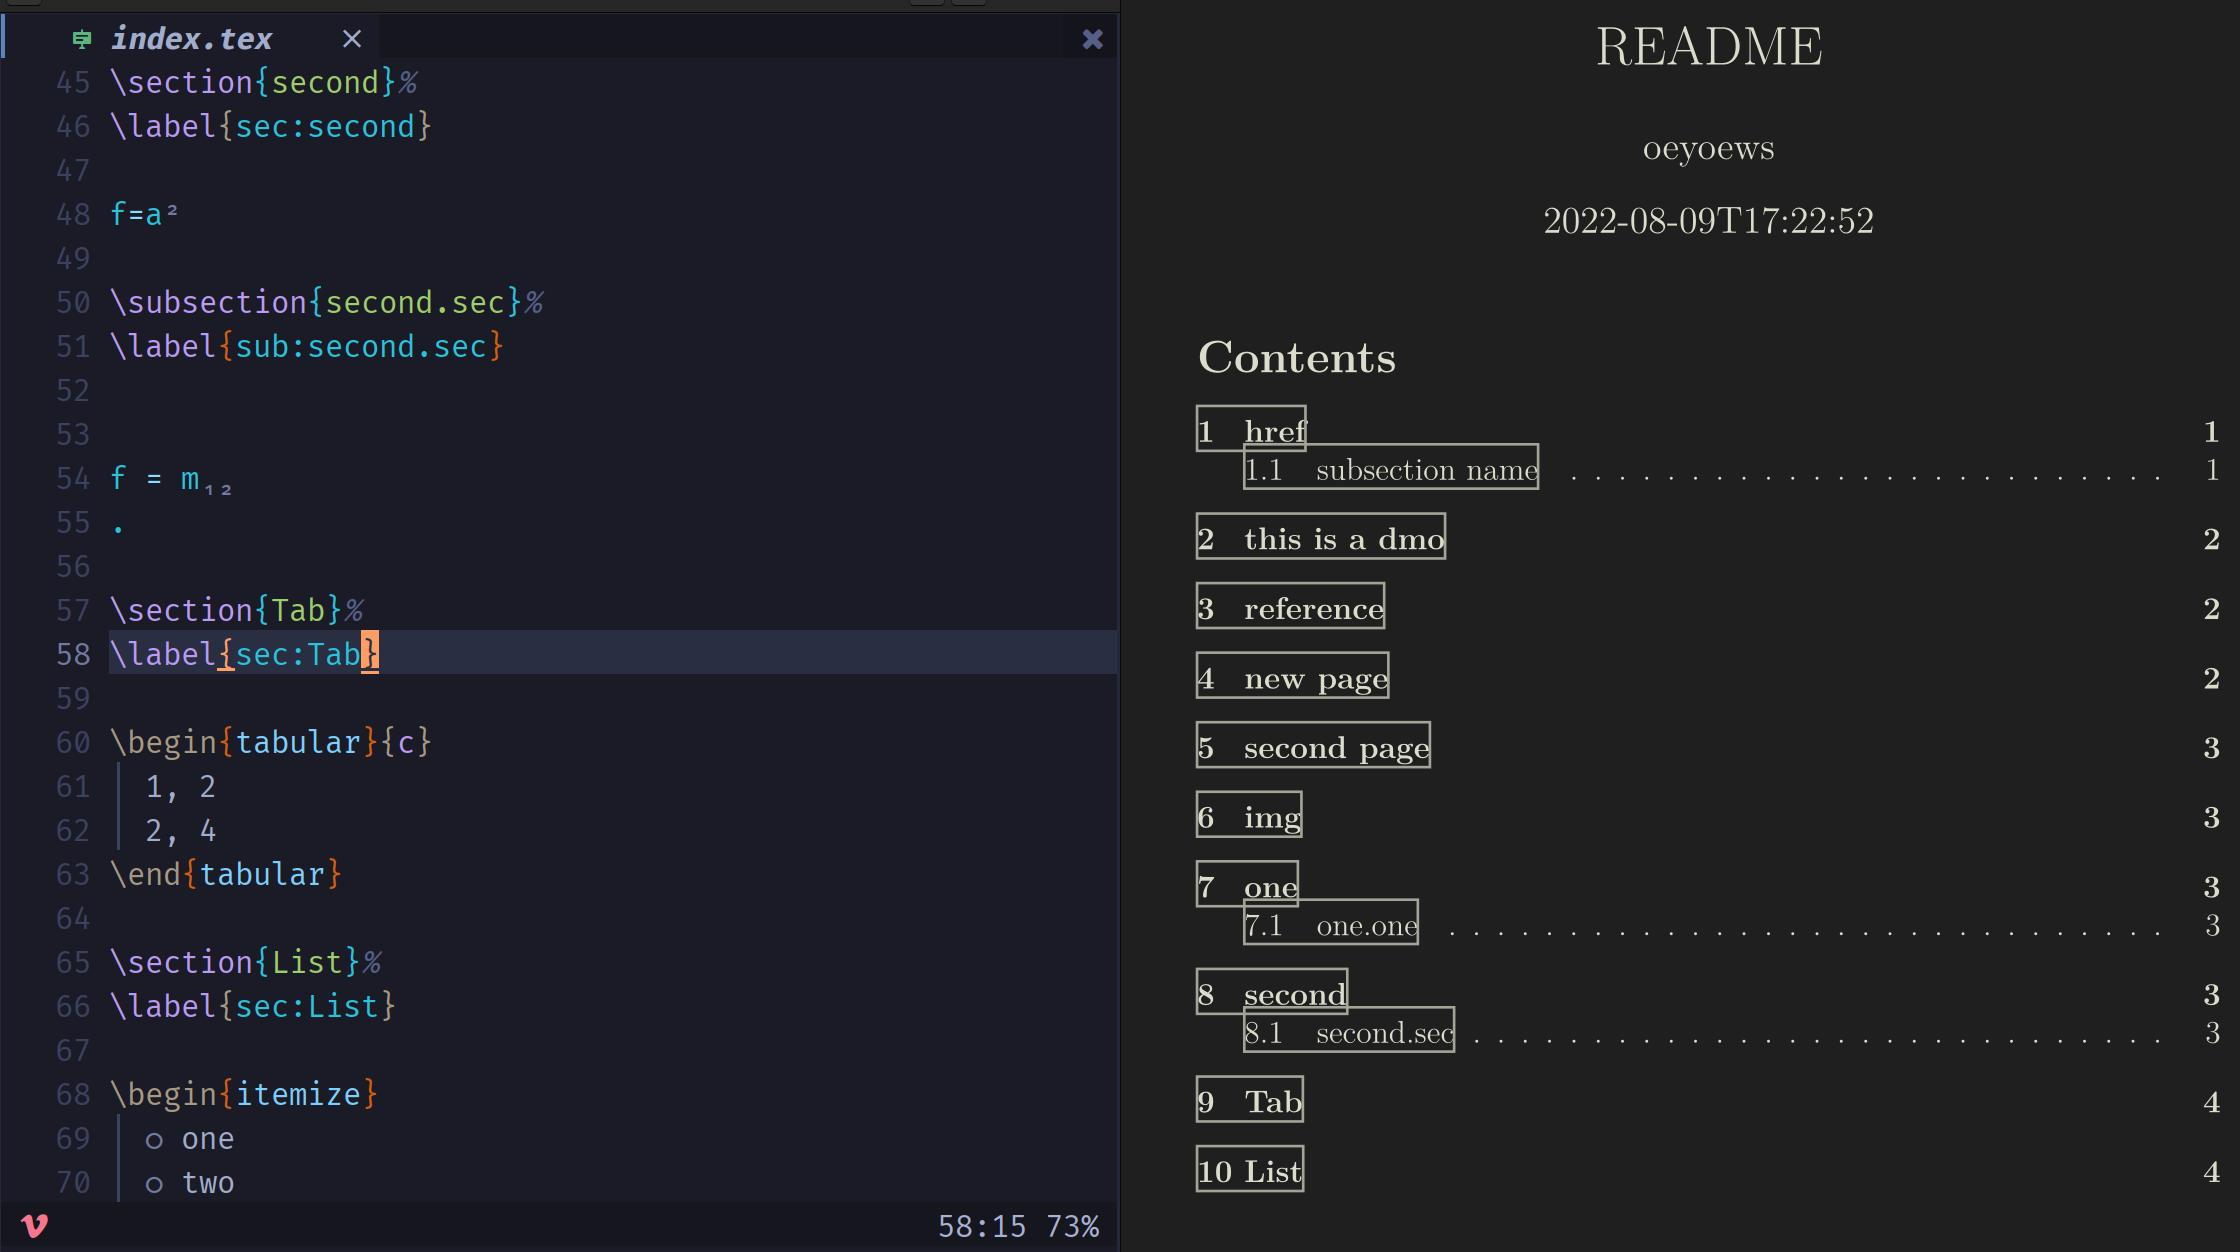 index.tex
45 \section{second}%
46 \label{sec:second}
47
48 f=a²
49
50 \subsection{second.sec}%
51 \label{sub:second.sec}
52
53
54 f = m₁₂
55 .
56
57 \section{Tab}%
58 \label{sec:Tab}
59
60 \begin{tabular}{c}
61 1, 2
62 2, 4
63 \end{tabular}
64
65 \section{List}%
66 \label{sec:List}
67
68 \begin{itemize}
69 ○ one
70 ○ two
58:15 73%
README
oeyoews
2022-08-09T17:22:52
Contents
1 href 1
1.1 subsection name . . . . . . . . . . . . . . . . . . . . . . . . . 1
2 this is a dmo 2
3 reference 2
4 new page 2
5 second page 3
6 img 3
7 one 3
7.1 one.one . . . . . . . . . . . . . . . . . . . . . . . . . . . . . . 3
8 second 3
8.1 second.sec . . . . . . . . . . . . . . . . . . . . . . . . . . . . . 3
9 Tab 4
10 List 4